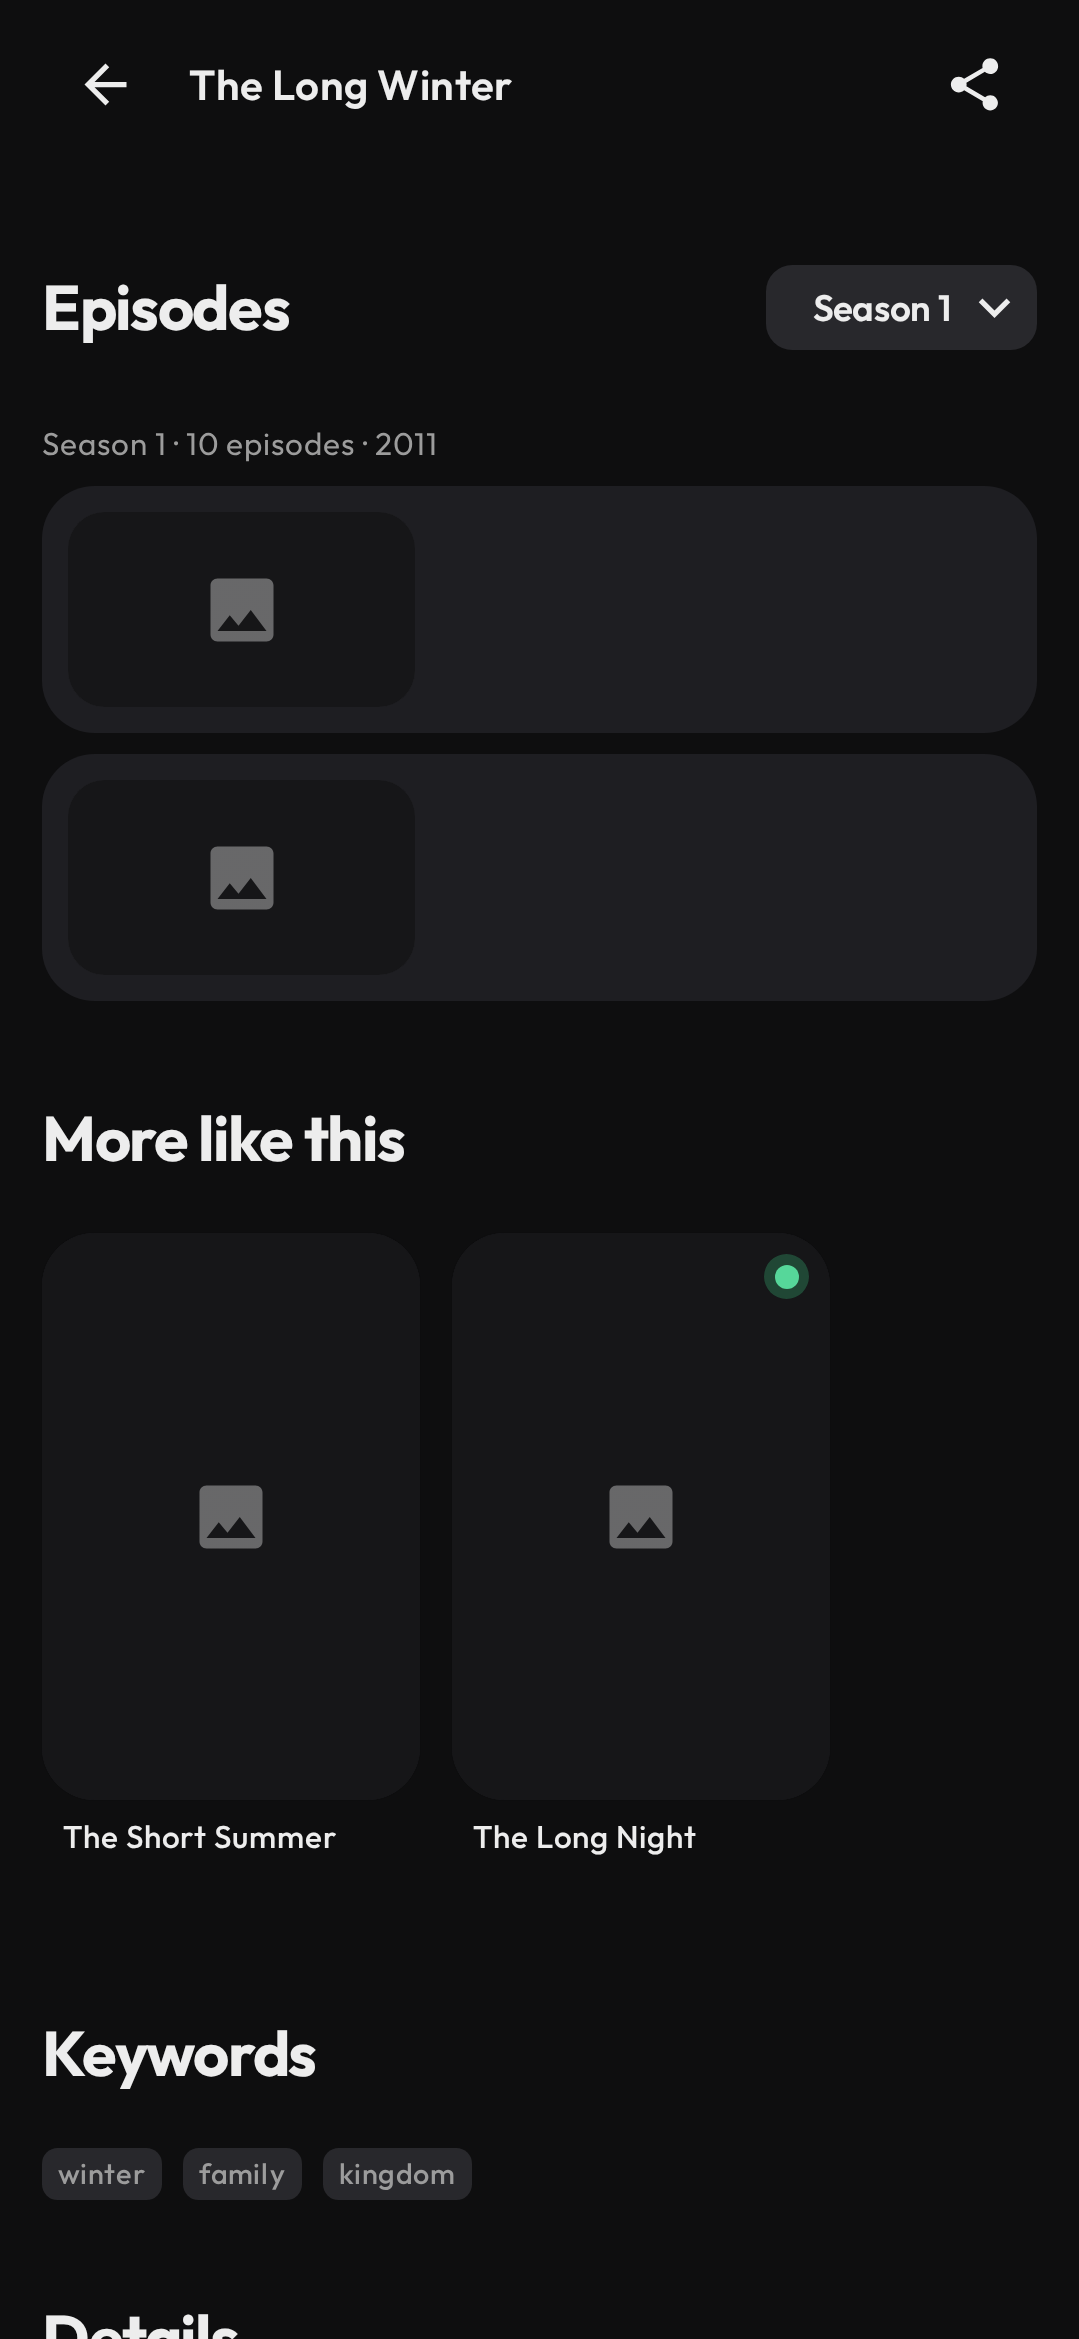 The Long Winter
Episodes
Season 1
Season 1 · 10 episodes · 2011
More like this
The Short Summer
The Long Night
Keywords
winter
family
kingdom
Details